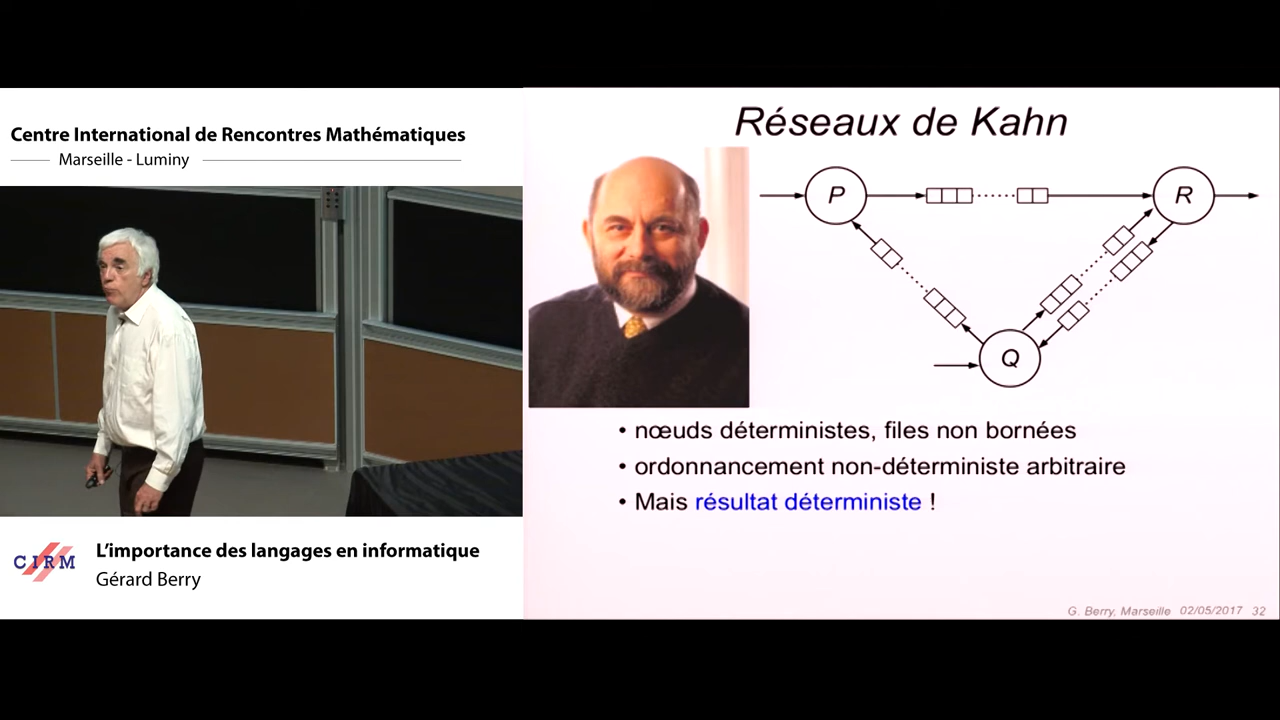 Centre International de Rencontres Mathématiques
Marseille - Luminy
Réseaux de Kahn
P
R
Q
• nœuds déterministes, files non bornées
• ordonnancement non-déterministe arbitraire
• Mais résultat déterministe !
CIRM
L’importance des langages en informatique
Gérard Berry
G. Berry, Marseille 02/05/2017 32